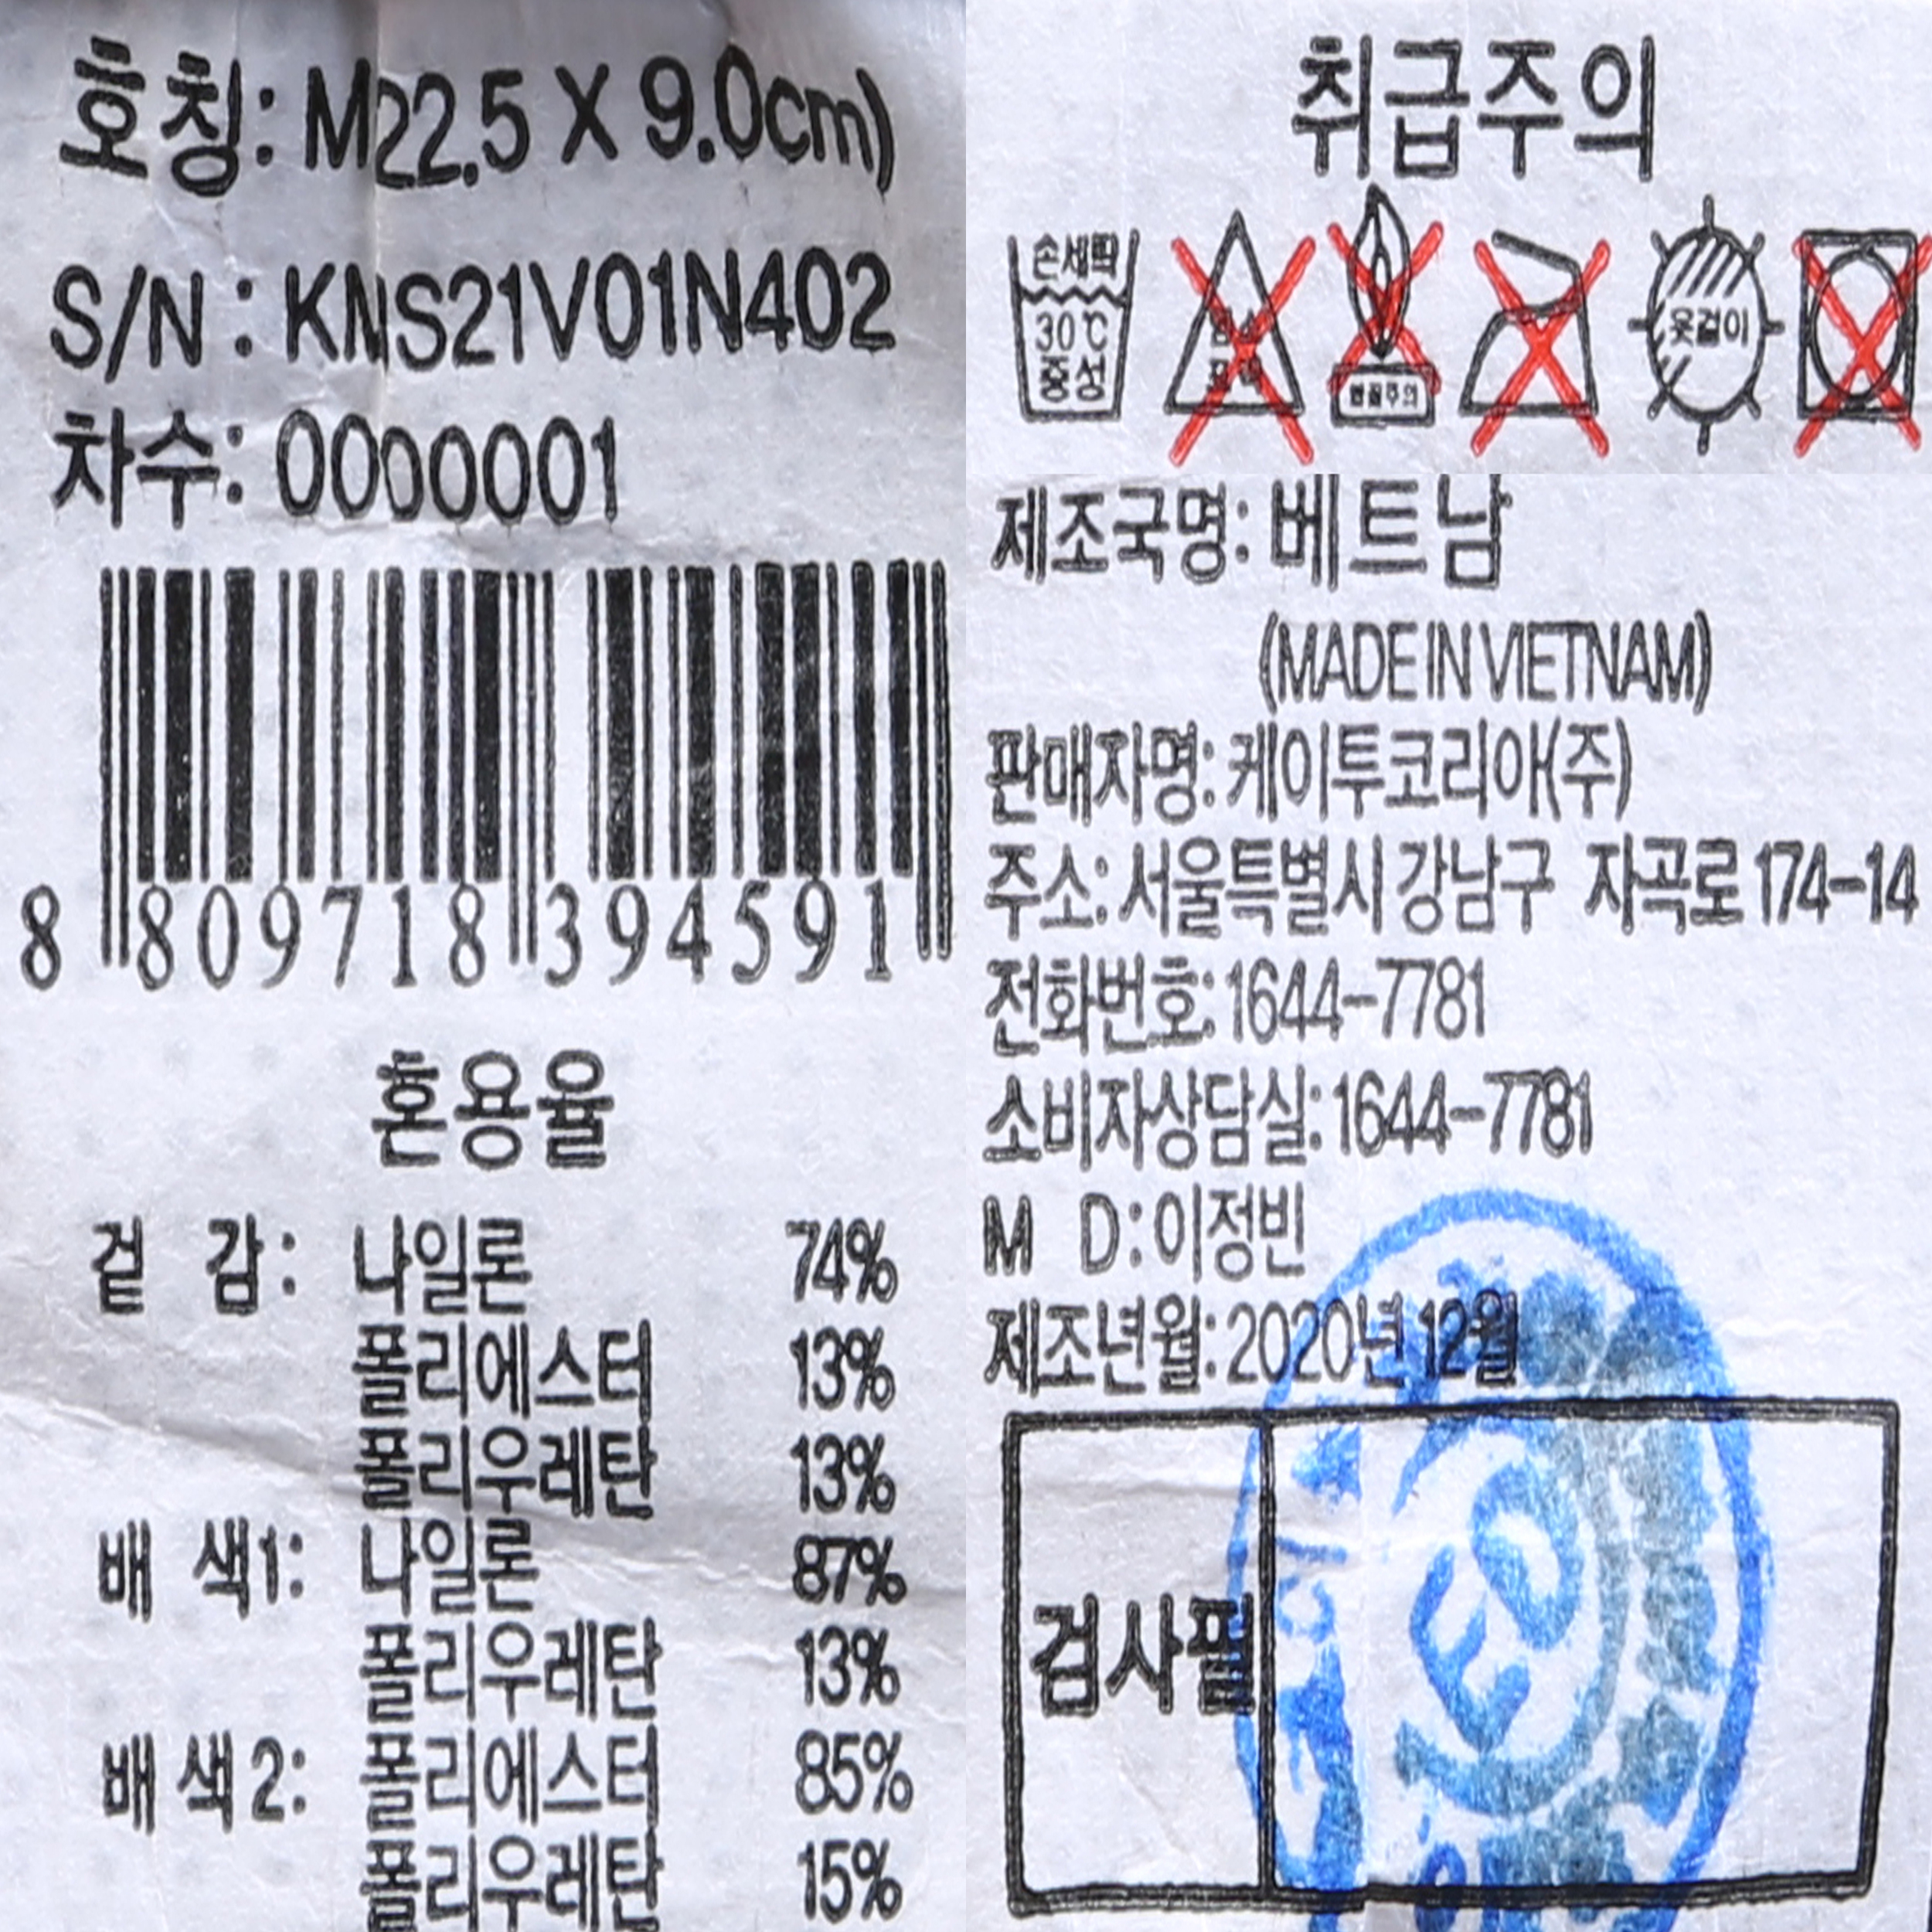 호칭: M22.5 X 9.0cm)
S/N : KNS21V01N402
차수: 0000001
8 809718 394591
혼용율
겉 감: 나일론 74%
폴리에스터 13%
폴리우레탄 13%
배 색1: 나일론 87%
폴리우레탄 13%
배 색2: 폴리에스터 85%
폴리우레탄 15%
취급주의
손세탁
30℃
중성
옷걸이
제조국명: 베트남
(MADE IN VIETNAM)
판매자명: 케이투코리아(주)
주소: 서울특별시 강남구 자곡로 174-14
전화번호: 1644-7781
소비자상담실: 1644-7781
M D: 이정빈
제조년월: 2020년 12월
검사필